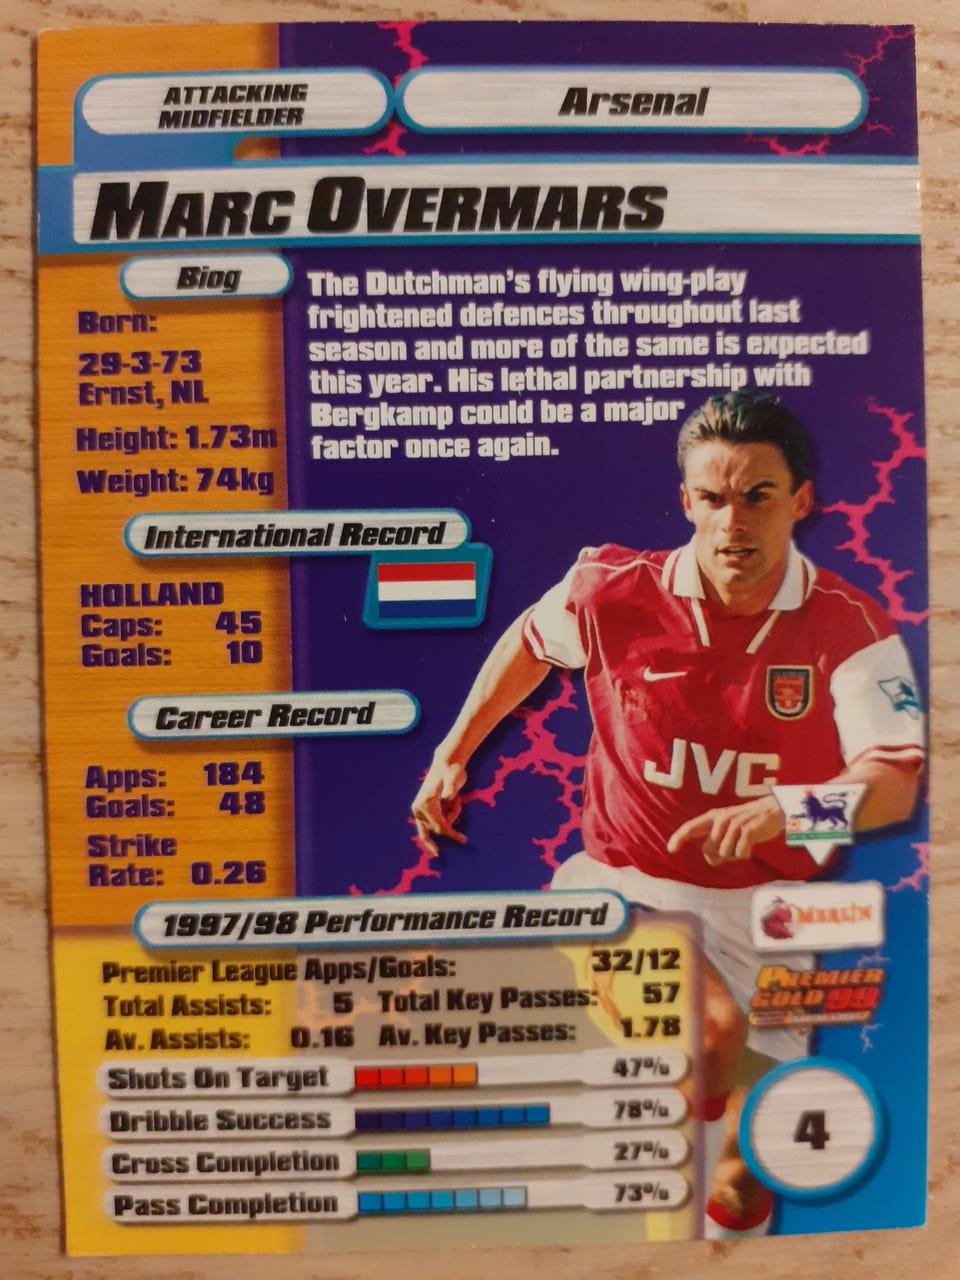 ATTACKING
MIDFIELDER
Arsenal
MARC OVERMARS
Biog
Born:
29-3-73
Ernst, NL
Height: 1.73m
Weight: 74kg
The Dutchman's flying wing-play
frightened defences throughout last
season and more of the same is expected
this year. His lethal partnership with
Bergkamp could be a major
factor once again.
International Record
HOLLAND
Caps: 45
Goals: 10
Career Record
Apps: 184
Goals: 48
Strike
Rate: 0.26
JVC
MERLIN
PREMIER
GOLD 99
1997/98 Performance Record
Premier League Apps/Goals: 32/12
Total Assists: 5 Total Key Passes: 57
Av. Assists: 0.16 Av. Key Passes: 1.78
Shots On Target 47%
Dribble Success 78%
Cross Completion 27%
Pass Completion 73%
4